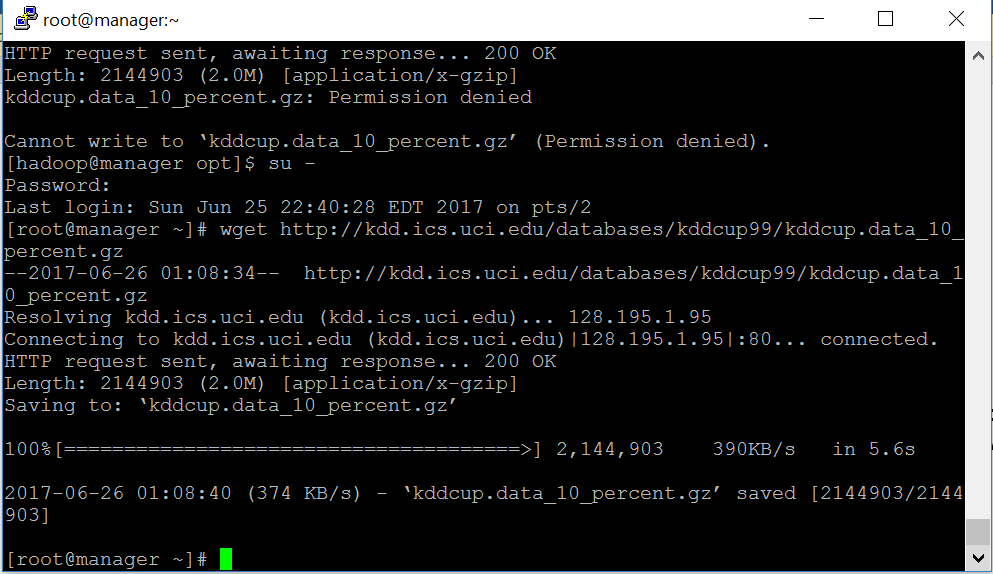 root@manager:~
HTTP request sent, awaiting response... 200 OK
Length: 2144903 (2.0M) [application/x-gzip]
kddcup.data_10_percent.gz: Permission denied
Cannot write to ‘kddcup.data_10_percent.gz’ (Permission denied).
[hadoop@manager opt]$ su -
Password:
Last login: Sun Jun 25 22:40:28 EDT 2017 on pts/2
[root@manager ~]# wget http://kdd.ics.uci.edu/databases/kddcup99/kddcup.data_10_
percent.gz
--2017-06-26 01:08:34--  http://kdd.ics.uci.edu/databases/kddcup99/kddcup.data_1
0_percent.gz
Resolving kdd.ics.uci.edu (kdd.ics.uci.edu)... 128.195.1.95
Connecting to kdd.ics.uci.edu (kdd.ics.uci.edu)|128.195.1.95|:80... connected.
HTTP request sent, awaiting response... 200 OK
Length: 2144903 (2.0M) [application/x-gzip]
Saving to: ‘kddcup.data_10_percent.gz’
100%[======================================>] 2,144,903    390KB/s   in 5.6s
2017-06-26 01:08:40 (374 KB/s) - ‘kddcup.data_10_percent.gz’ saved [2144903/2144
903]
[root@manager ~]#